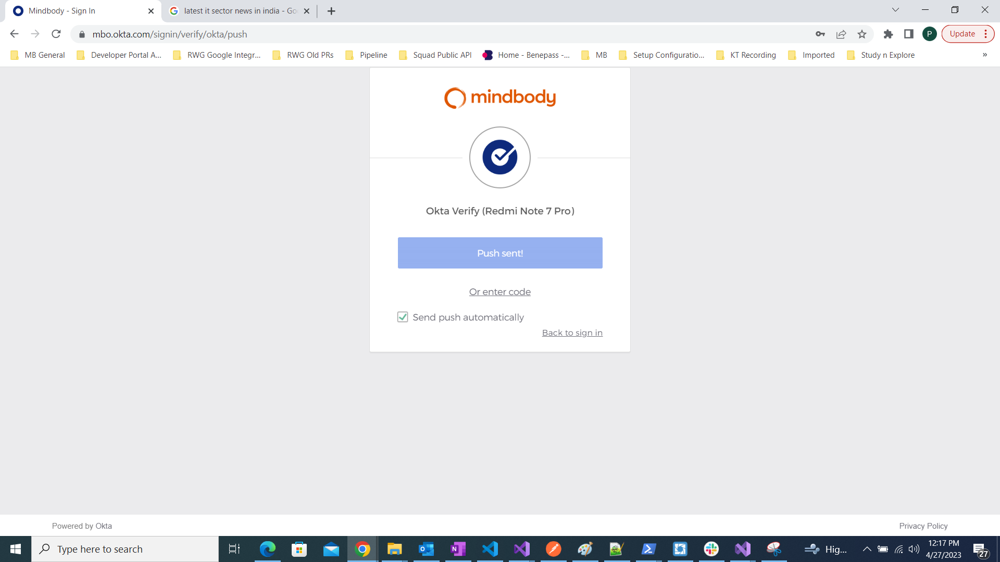 Mindbody - Sign In
latest it sector news in india - Go
mbo.okta.com/signin/verify/okta/push
P
Update
MB General
Developer Portal A...
RWG Google Integr...
RWG Old PRs
Pipeline
Squad Public API
Home - Benepass -...
MB
Setup Configuratio...
KT Recording
Imported
Study n Explore
»
mindbody
Okta Verify (Redmi Note 7 Pro)
Push sent!
Or enter code
Send push automatically
Back to sign in
Powered by Okta
Privacy Policy
Type here to search
Hig...
12:17 PM
4/27/2023
27